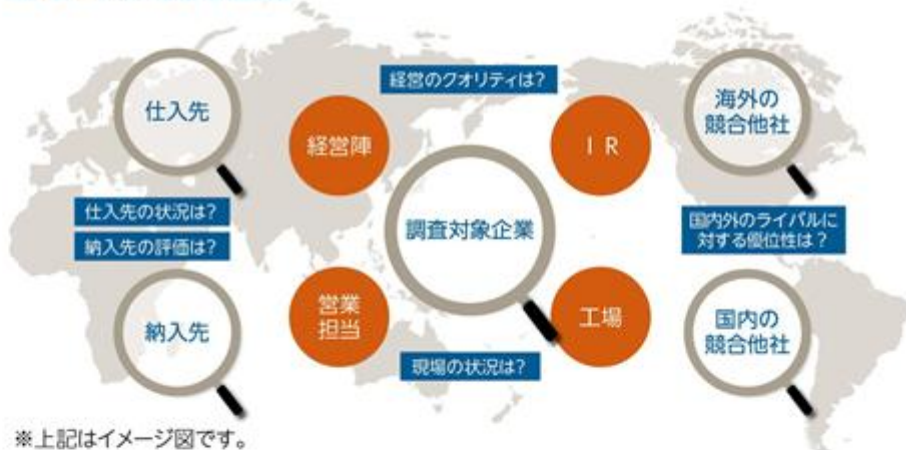 経営のクオリティは?
仕入先
経営陣
IR
海外の
競合他社
仕入先の状況は?
納入先の評価は?
調査対象企業
国内外のライバルに
対する優位性は?
営業
担当
工場
納入先
国内の
競合他社
現場の状況は?
※上記はイメージ図です。